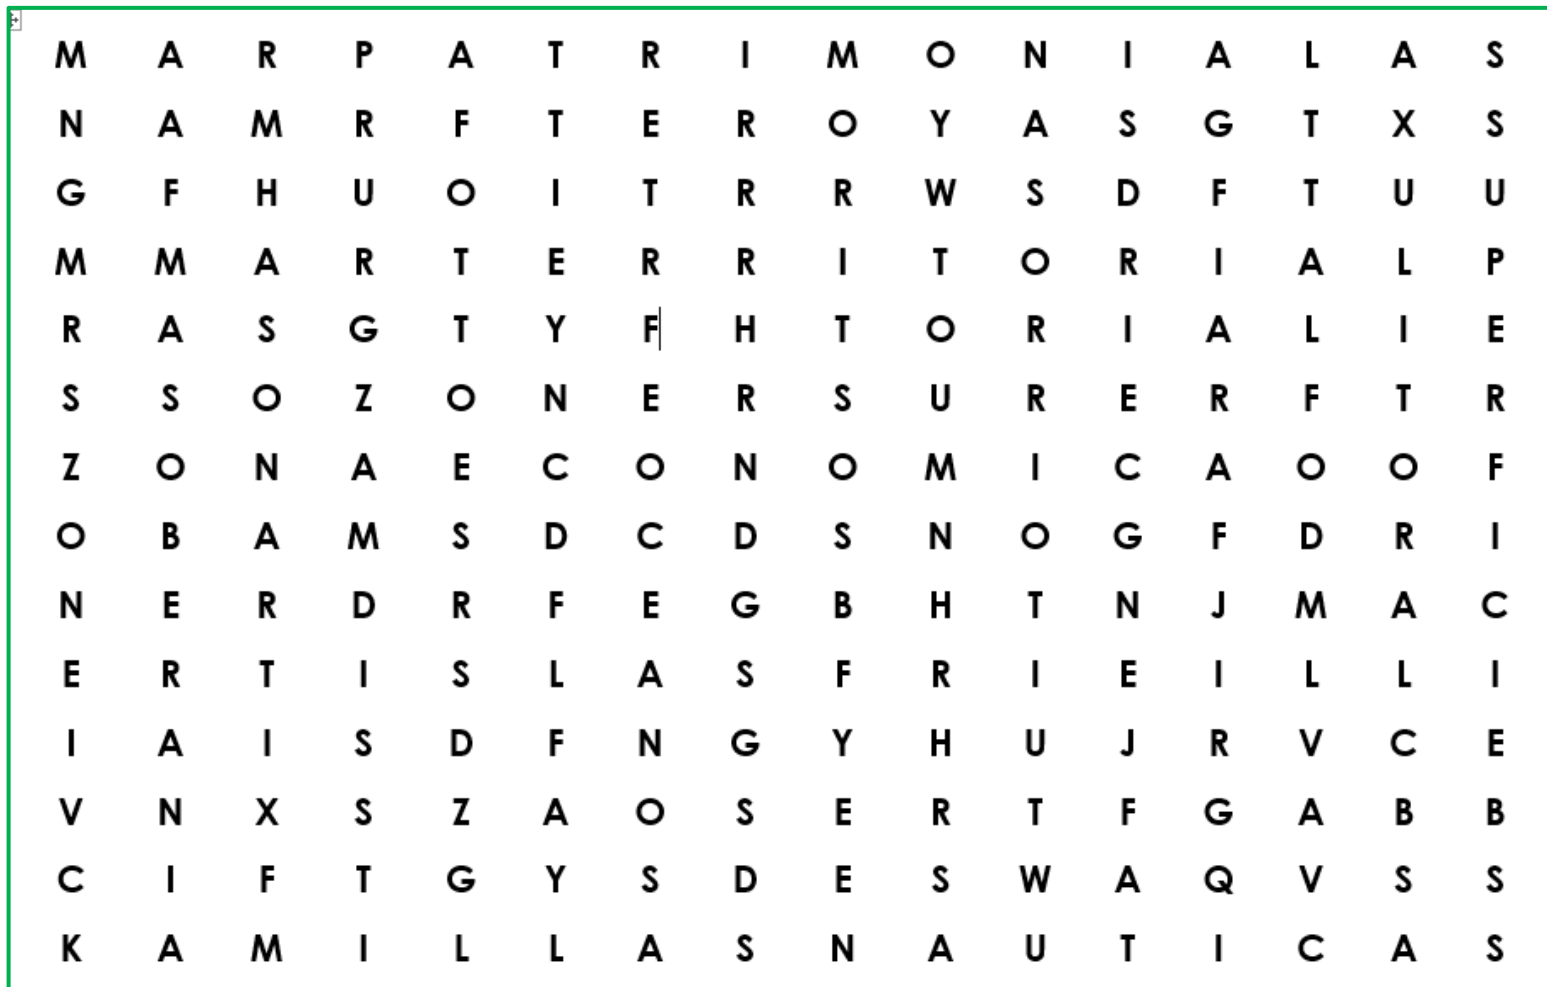 M A R P A T R I M O N I A L A S
N A M R F T E R O Y A S G T X S
G F H U O I T R R W S D F T U U
M M A R T E R R I T O R I A L P
R A S G T Y F H T O R I A L I E
S S O Z O N E R S U R E R F T R
Z O N A E C O N O M I C A O O F
O B A M S D C D S N O G F D R I
N E R D R F E G B H T N J M A C
E R T I S L A S F R I E I L L I
I A I S D F N G Y H U J R V C E
V N X S Z A O S E R T F G A B B
C I F T G Y S D E S W A Q V S S
K A M I L L A S N A U T I C A S